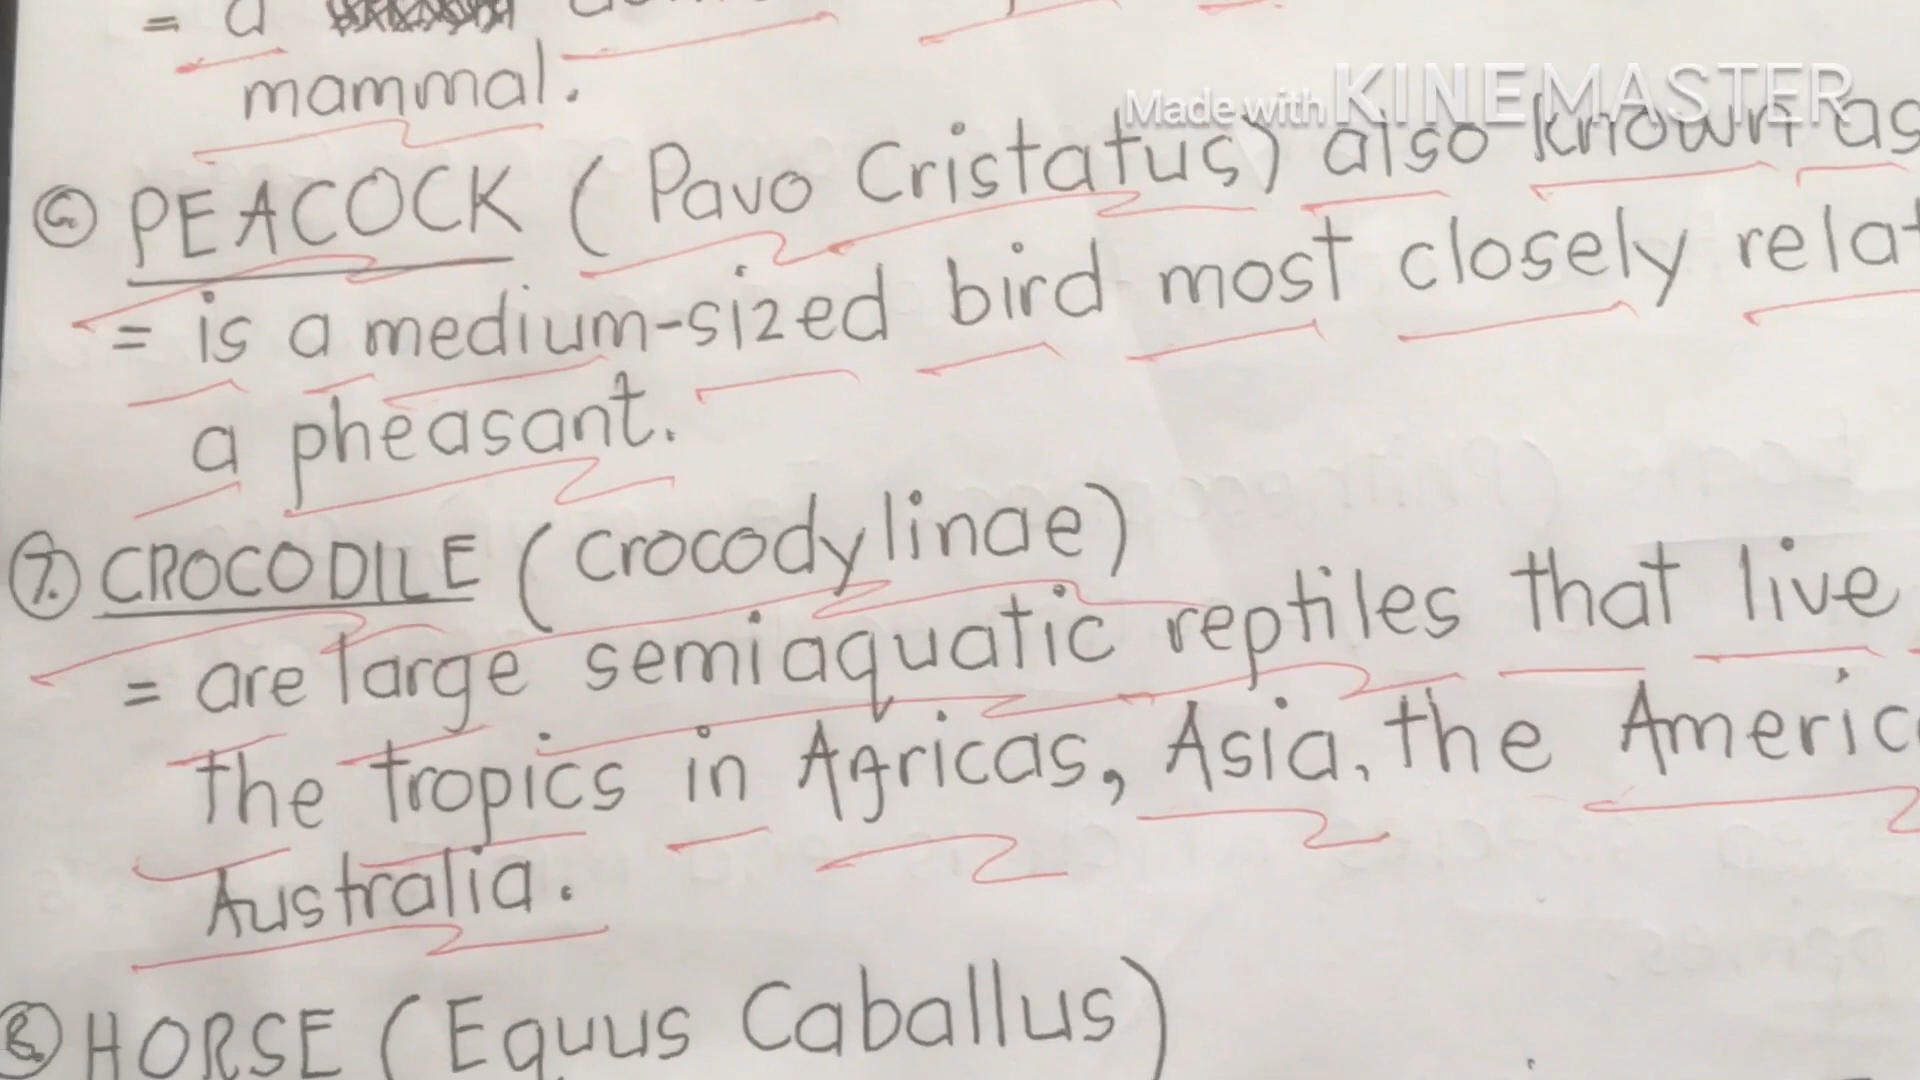 = a
mammal.
Made with KINEMASTER
6 PEACOCK (Pavo Cristatus) also known as
= is a medium-sized bird most closely relat
a pheasant.
7. CROCODILE (Crocodylinae)
= are large semiaquatic reptiles that live
the tropics in Agricas, Asia, the Americ
Australia.
8. HORSE (Equus Caballus)